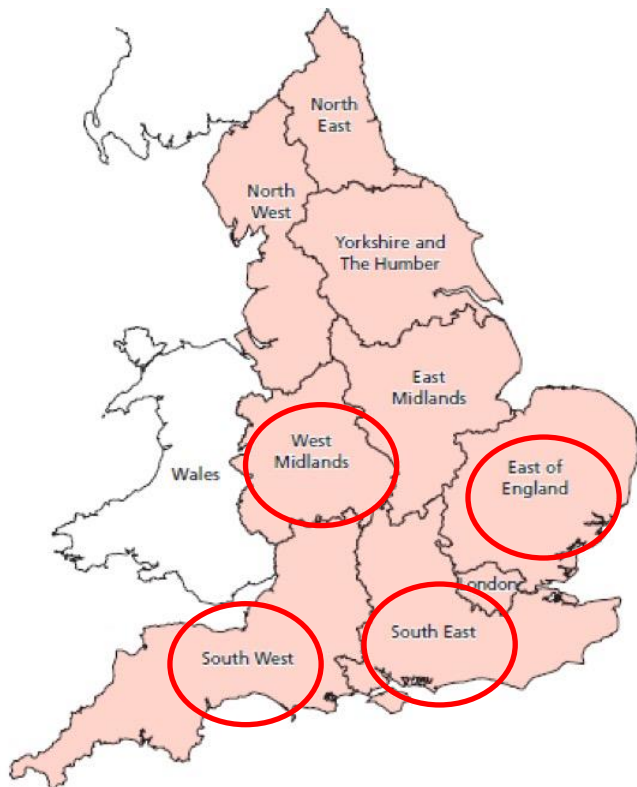 North
East
North
West
Yorkshire and
The Humber
East
Midlands
West
Midlands
Wales
East of
England
London
South East
South West